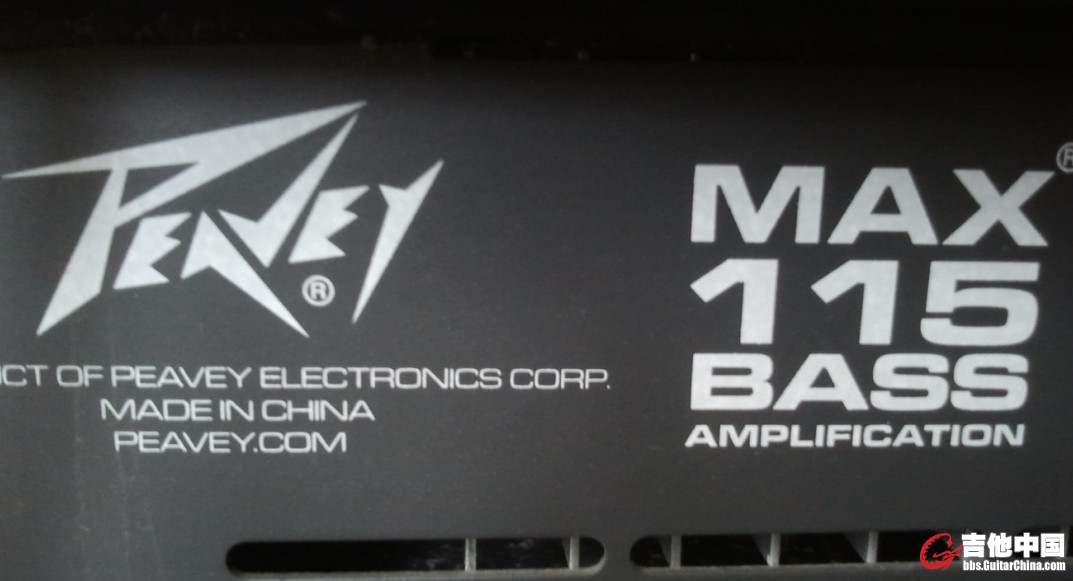 PEAVEY®
OF PEAVEY ELECTRONICS CORP.
MADE IN CHINA
PEAVEY.COM
MAX®
115
BASS
AMPLIFICATION
吉他中国
bbs.GuitarChina.com